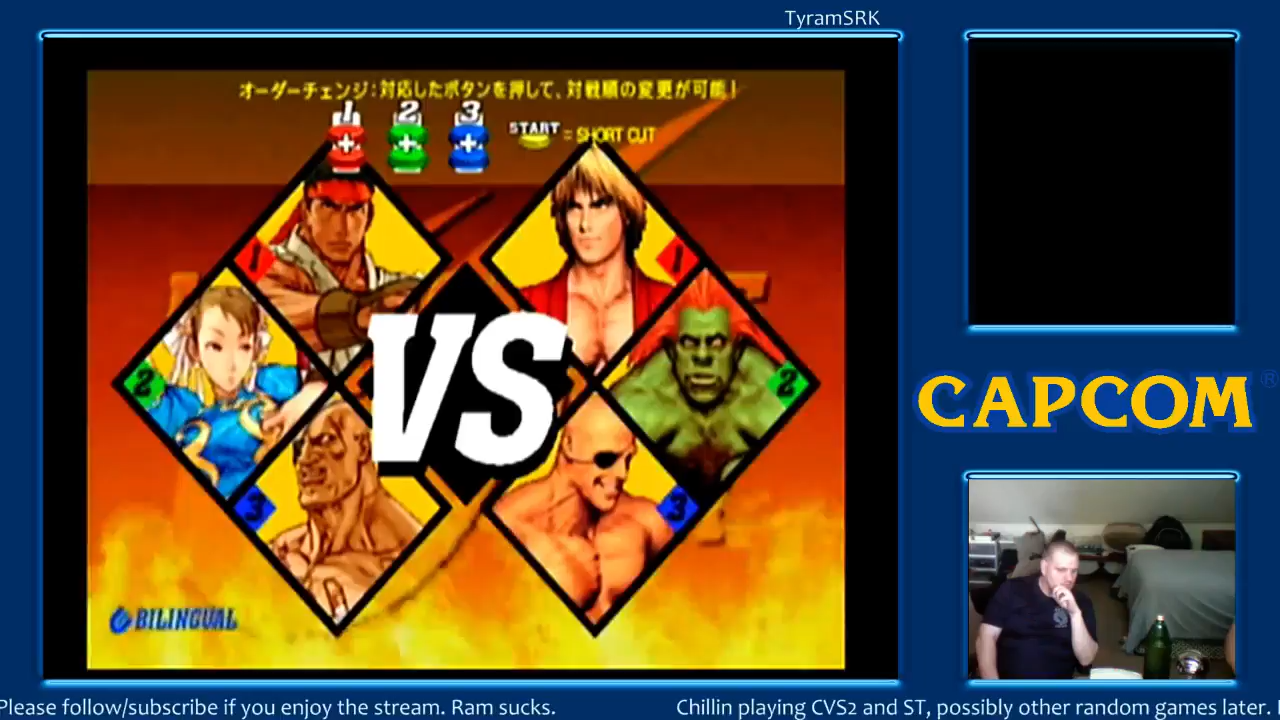 TyramSRK
オーダーチェンジ:対応したボタンを押して、対戦順の変更が可能!
1 2 3
START = SHORT CUT
1
1
2
2
VS
3
3
BILINGUAL
CAPCOM®
Please follow/subscribe if you enjoy the stream. Ram sucks.
Chillin playing CVS2 and ST, possibly other random games later.